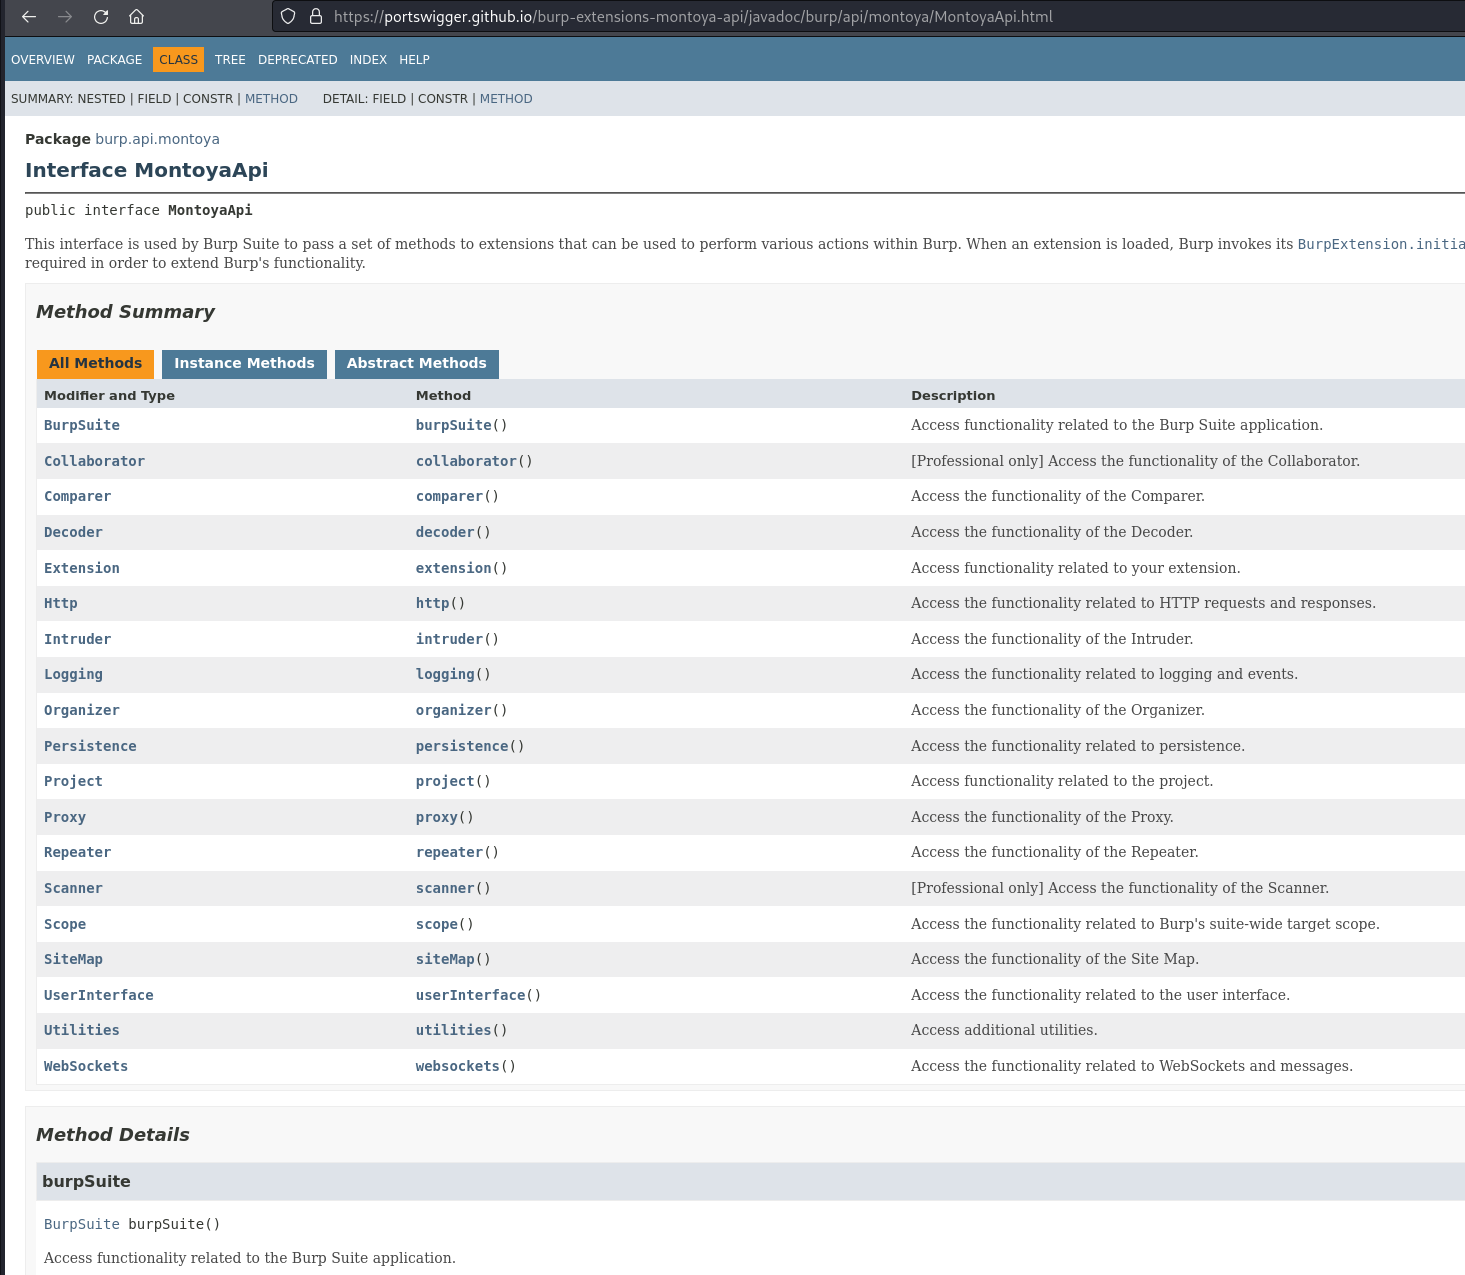 https://portswigger.github.io/burp-extensions-montoya-api/javadoc/burp/api/montoya/MontoyaApi.html
OVERVIEW PACKAGE CLASS TREE DEPRECATED INDEX HELP
SUMMARY: NESTED | FIELD | CONSTR | METHOD DETAIL: FIELD | CONSTR | METHOD
Package burp.api.montoya
Interface MontoyaApi
public interface MontoyaApi
This interface is used by Burp Suite to pass a set of methods to extensions that can be used to perform various actions within Burp. When an extension is loaded, Burp invokes its BurpExtension.initia
required in order to extend Burp's functionality.
Method Summary
All Methods Instance Methods Abstract Methods
Modifier and Type Method Description
BurpSuite burpSuite() Access functionality related to the Burp Suite application.
Collaborator collaborator() [Professional only] Access the functionality of the Collaborator.
Comparer comparer() Access the functionality of the Comparer.
Decoder decoder() Access the functionality of the Decoder.
Extension extension() Access functionality related to your extension.
Http http() Access the functionality related to HTTP requests and responses.
Intruder intruder() Access the functionality of the Intruder.
Logging logging() Access the functionality related to logging and events.
Organizer organizer() Access the functionality of the Organizer.
Persistence persistence() Access the functionality related to persistence.
Project project() Access functionality related to the project.
Proxy proxy() Access the functionality of the Proxy.
Repeater repeater() Access the functionality of the Repeater.
Scanner scanner() [Professional only] Access the functionality of the Scanner.
Scope scope() Access the functionality related to Burp's suite-wide target scope.
SiteMap siteMap() Access the functionality of the Site Map.
UserInterface userInterface() Access the functionality related to the user interface.
Utilities utilities() Access additional utilities.
WebSockets websockets() Access the functionality related to WebSockets and messages.
Method Details
burpSuite
BurpSuite burpSuite()
Access functionality related to the Burp Suite application.